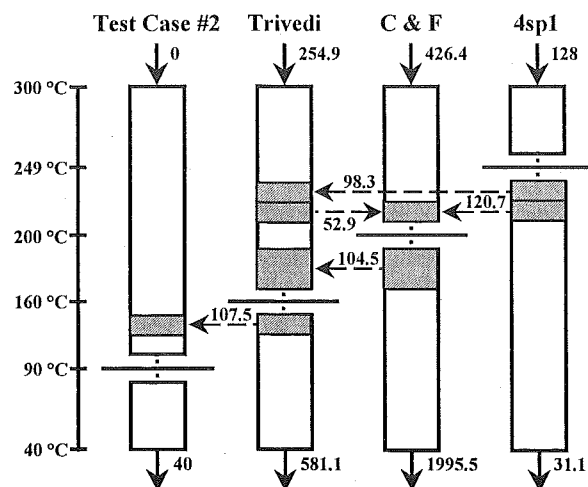 Test Case #2 Trivedi C & F 4sp1
0 254.9 426.4 128
300 °C
249 °C
98.3
120.7
52.9
200 °C
104.5
160 °C
107.5
90 °C
40 °C
40 581.1 1995.5 31.1